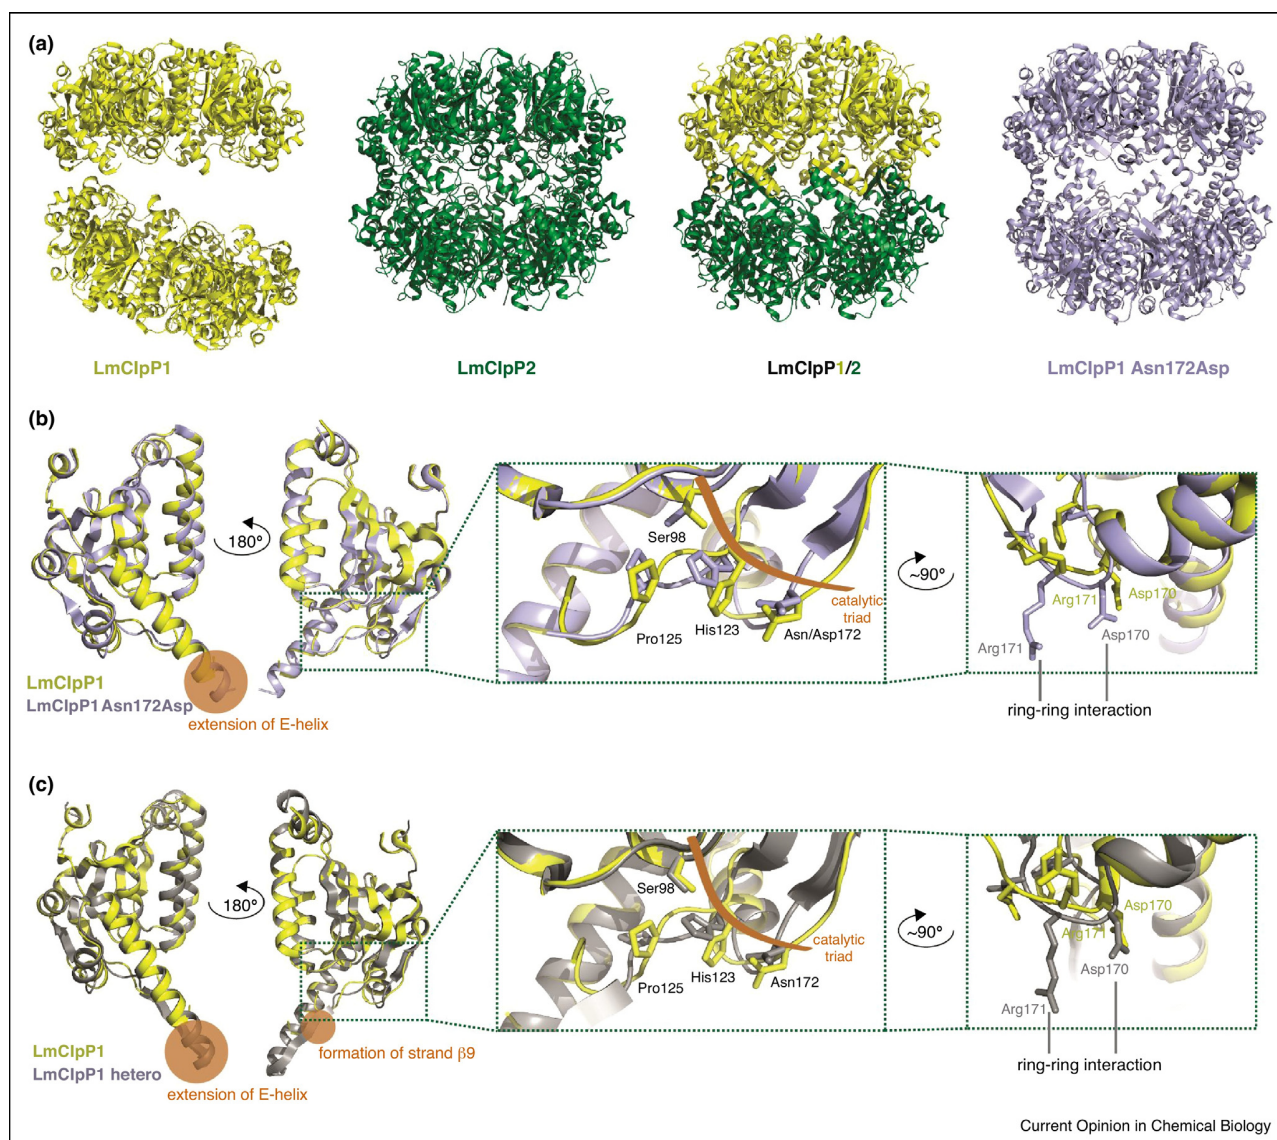 (a)
LmClpP1
LmClpP2
LmClpP1/2
LmClpP1 Asn172Asp
(b)
180°
LmClpP1
LmClpP1 Asn172Asp
extension of E-helix
Ser98
Pro125
His123
Asn/Asp172
catalytic
triad
~90°
Arg171
Asp170
Arg171
Asp170
ring-ring interaction
(c)
180°
LmClpP1
LmClpP1 hetero
extension of E-helix
formation of strand β9
Ser98
Pro125
His123
Asn172
catalytic
triad
~90°
Asp170
Arg171
Asp170
Arg171
ring-ring interaction
Current Opinion in Chemical Biology